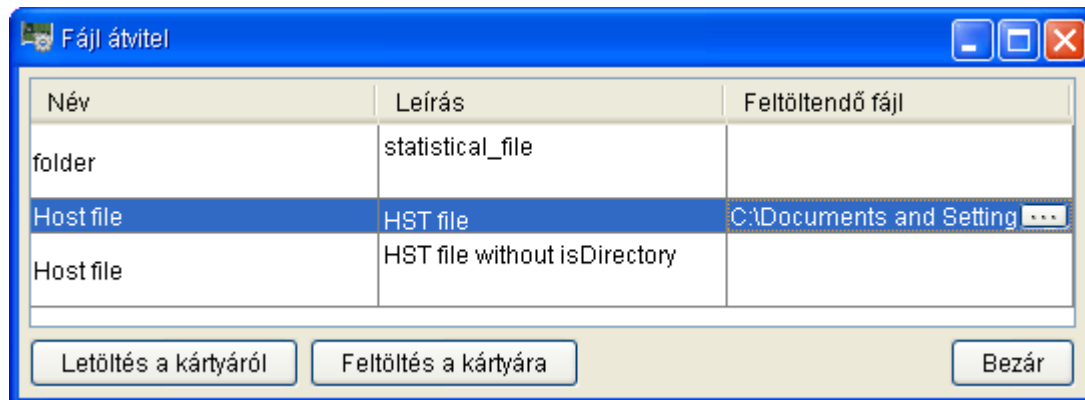 Fájl átvitel
Név Leírás Feltöltendő fájl
folder statistical_file
Host file HST file C:\Documents and Setting ...
Host file HST file without isDirectory
Letöltés a kártyáról Feltöltés a kártyára Bezár